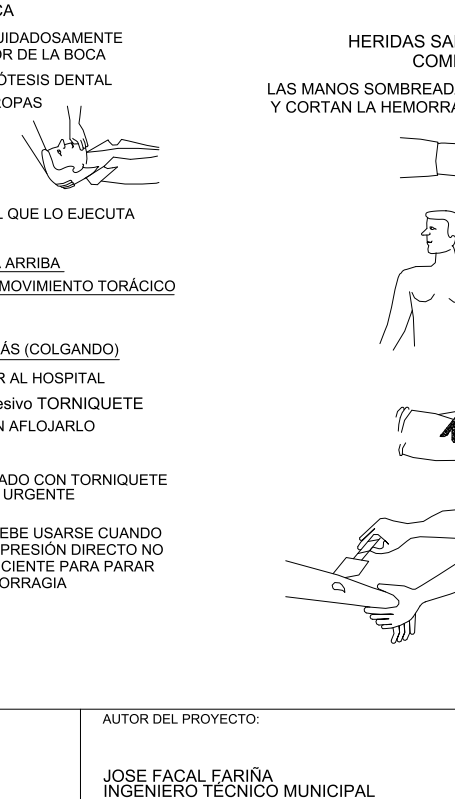 CA
UIDADOSAMENTE
OR DE LA BOCA
ÓTESIS DENTAL
ROPAS
L QUE LO EJECUTA
A ARRIBA
MOVIMIENTO TORÁCICO
ÁS (COLGANDO)
R AL HOSPITAL
esivo TORNIQUETE
N AFLOJARLO
ADO CON TORNIQUETE
URGENTE
EBE USARSE CUANDO
PRESIÓN DIRECTO NO
CIENTE PARA PARAR
ORRAGIA
HERIDAS SA
COM
LAS MANOS SOMBREADA
Y CORTAN LA HEMORRA
AUTOR DEL PROYECTO:
JOSE FACAL FARIÑA
INGENIERO TÉCNICO MUNICIPAL